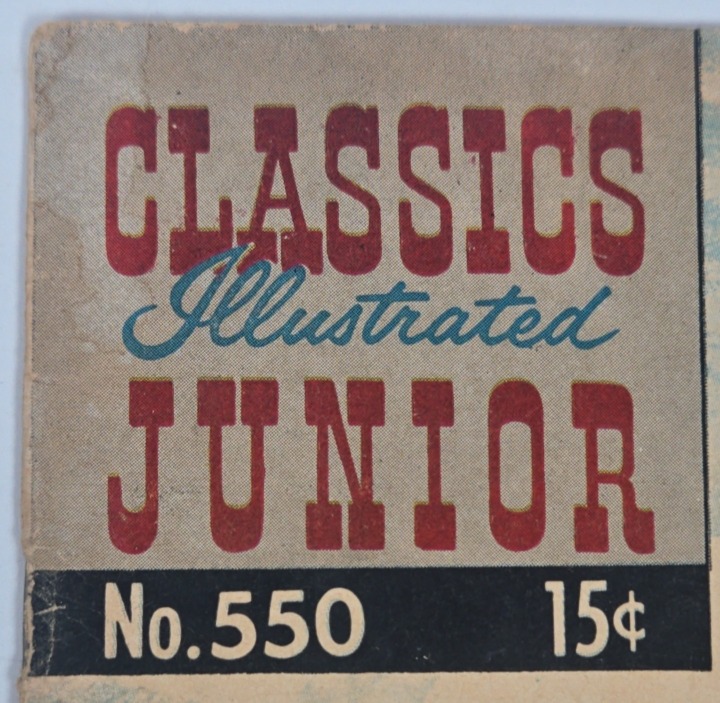 CLASSICS
Illustrated
JUNIOR
No. 550 15¢